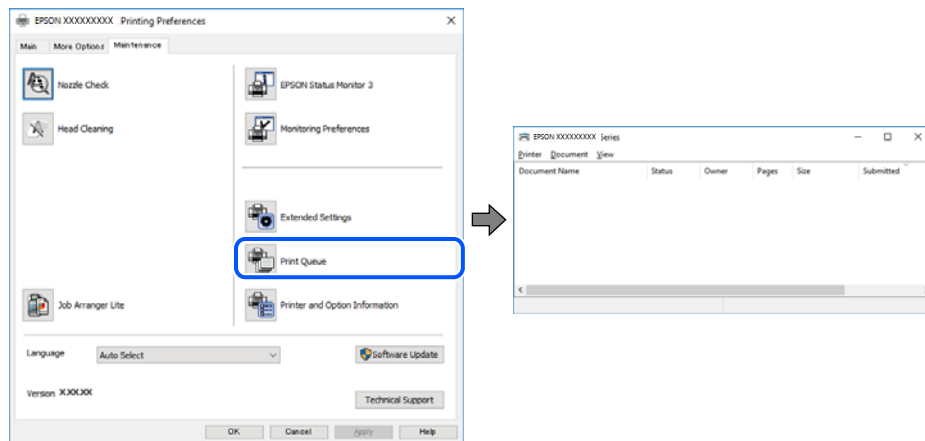 EPSON XXXXXXXXX Printing Preferences
Main More Options Maintenance
Nozzle Check
EPSON Status Monitor 3
Head Cleaning
Monitoring Preferences
Extended Settings
Print Queue
Job Arranger Lite
Printer and Option Information
Language
Auto Select
Software Update
Version X.XX.XX
Technical Support
OK Cancel Apply Help
EPSON XXXXXXXXX Series
Printer Document View
Document Name Status Owner Pages Size Submitted